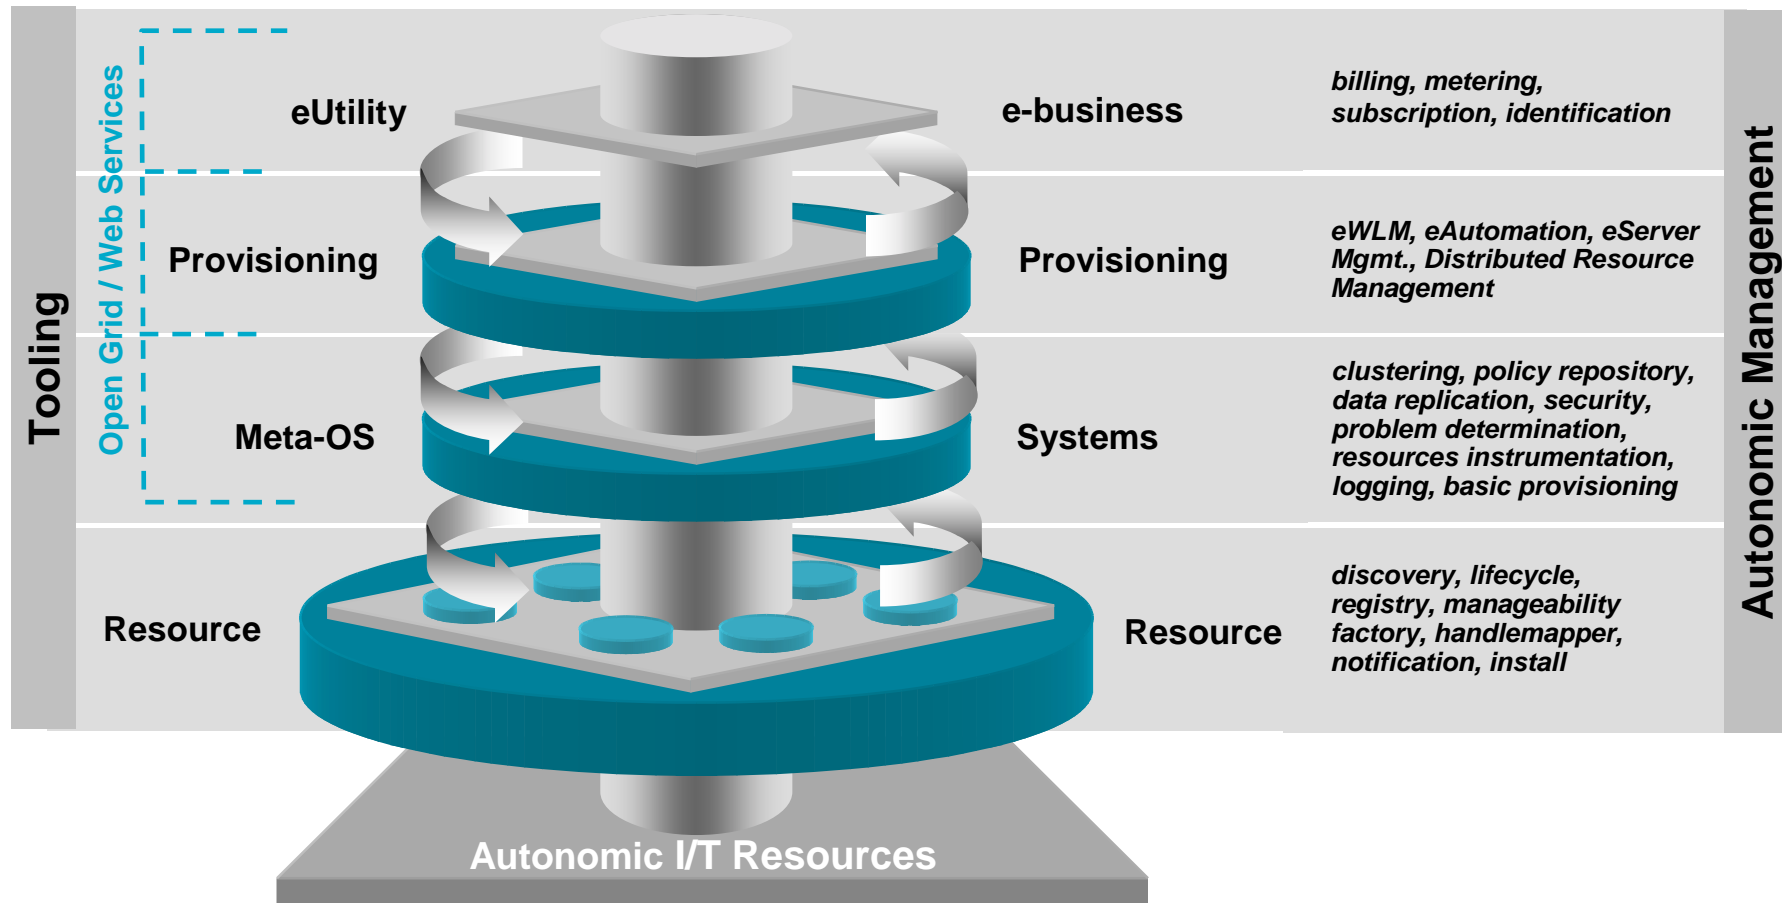 Tooling
Open Grid / Web Services
eUtility
e-business
billing, metering,
subscription, identification
Provisioning
Provisioning
eWLM, eAutomation, eServer
Mgmt., Distributed Resource
Management
Meta-OS
Systems
clustering, policy repository,
data replication, security,
problem determination,
resources instrumentation,
logging, basic provisioning
Resource
Resource
discovery, lifecycle,
registry, manageability
factory, handlemapper,
notification, install
Autonomic Management
Autonomic I/T Resources